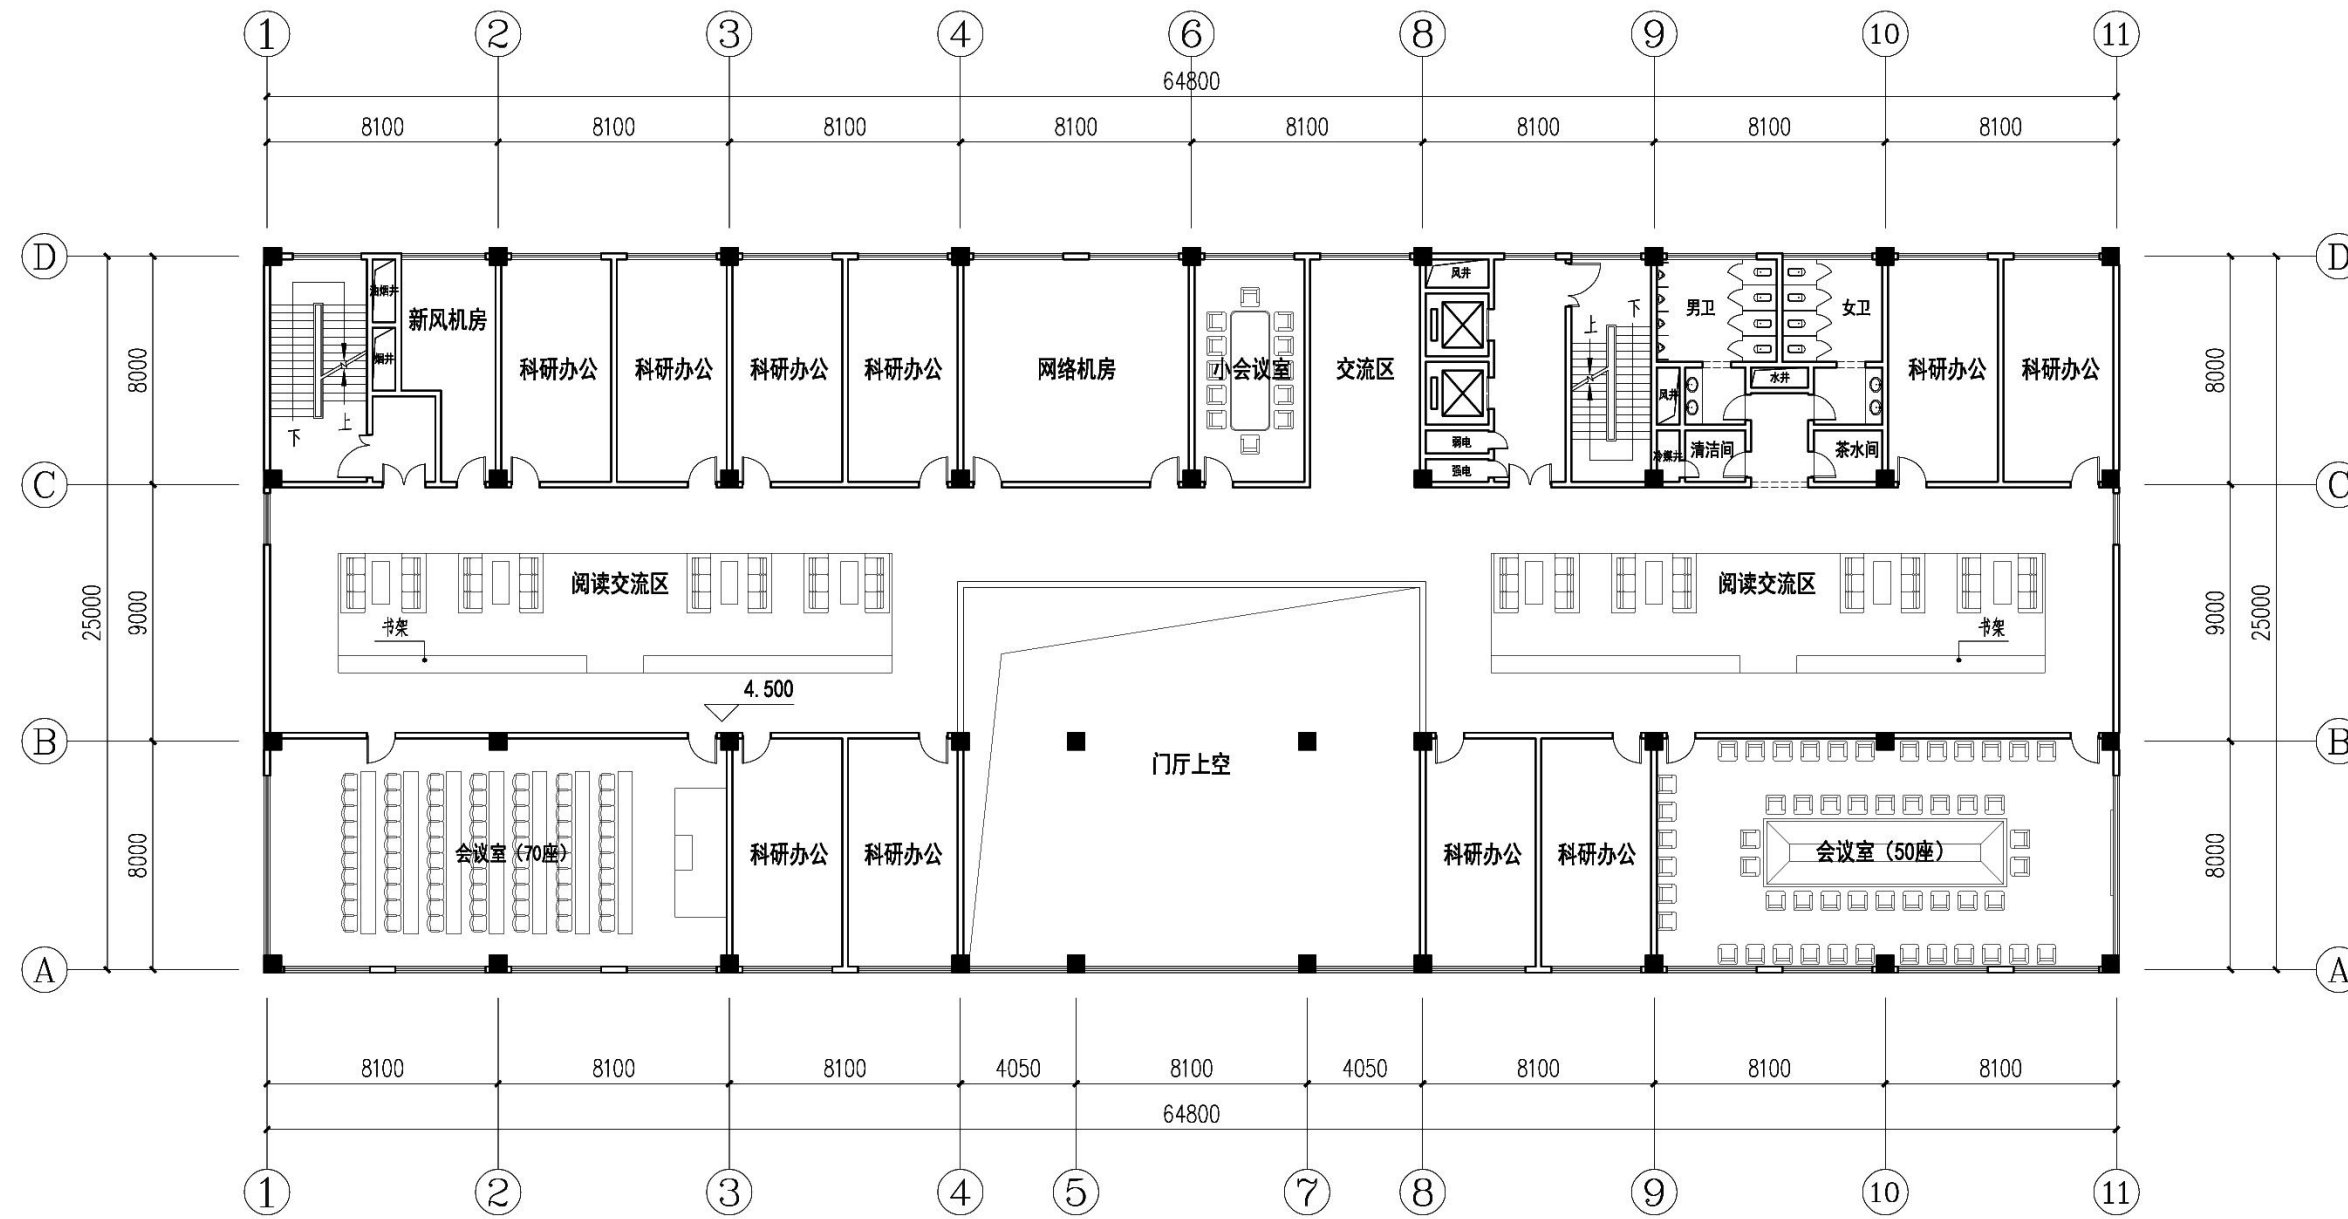 1 2 3 4 6 8 9 10 11
64800
8100 8100 8100 8100 8100 8100 8100 8100
D D
油烟井 风井
新风机房 下 男卫 女卫
上
烟井 科研办公 科研办公 科研办公 科研办公 网络机房 小会议室 交流区 水井 科研办公 科研办公
8000 8000
风井
下 上 弱电 清洁间 茶水间
强电 冷媒井
C C
阅读交流区 阅读交流区
25000 9000 9000 25000
书架 书架
4.500
B B
门厅上空
8000 会议室（70座） 科研办公 科研办公 科研办公 科研办公 会议室（50座） 8000
A A
8100 8100 8100 4050 8100 4050 8100 8100 8100
64800
1 2 3 4 5 7 8 9 10 11